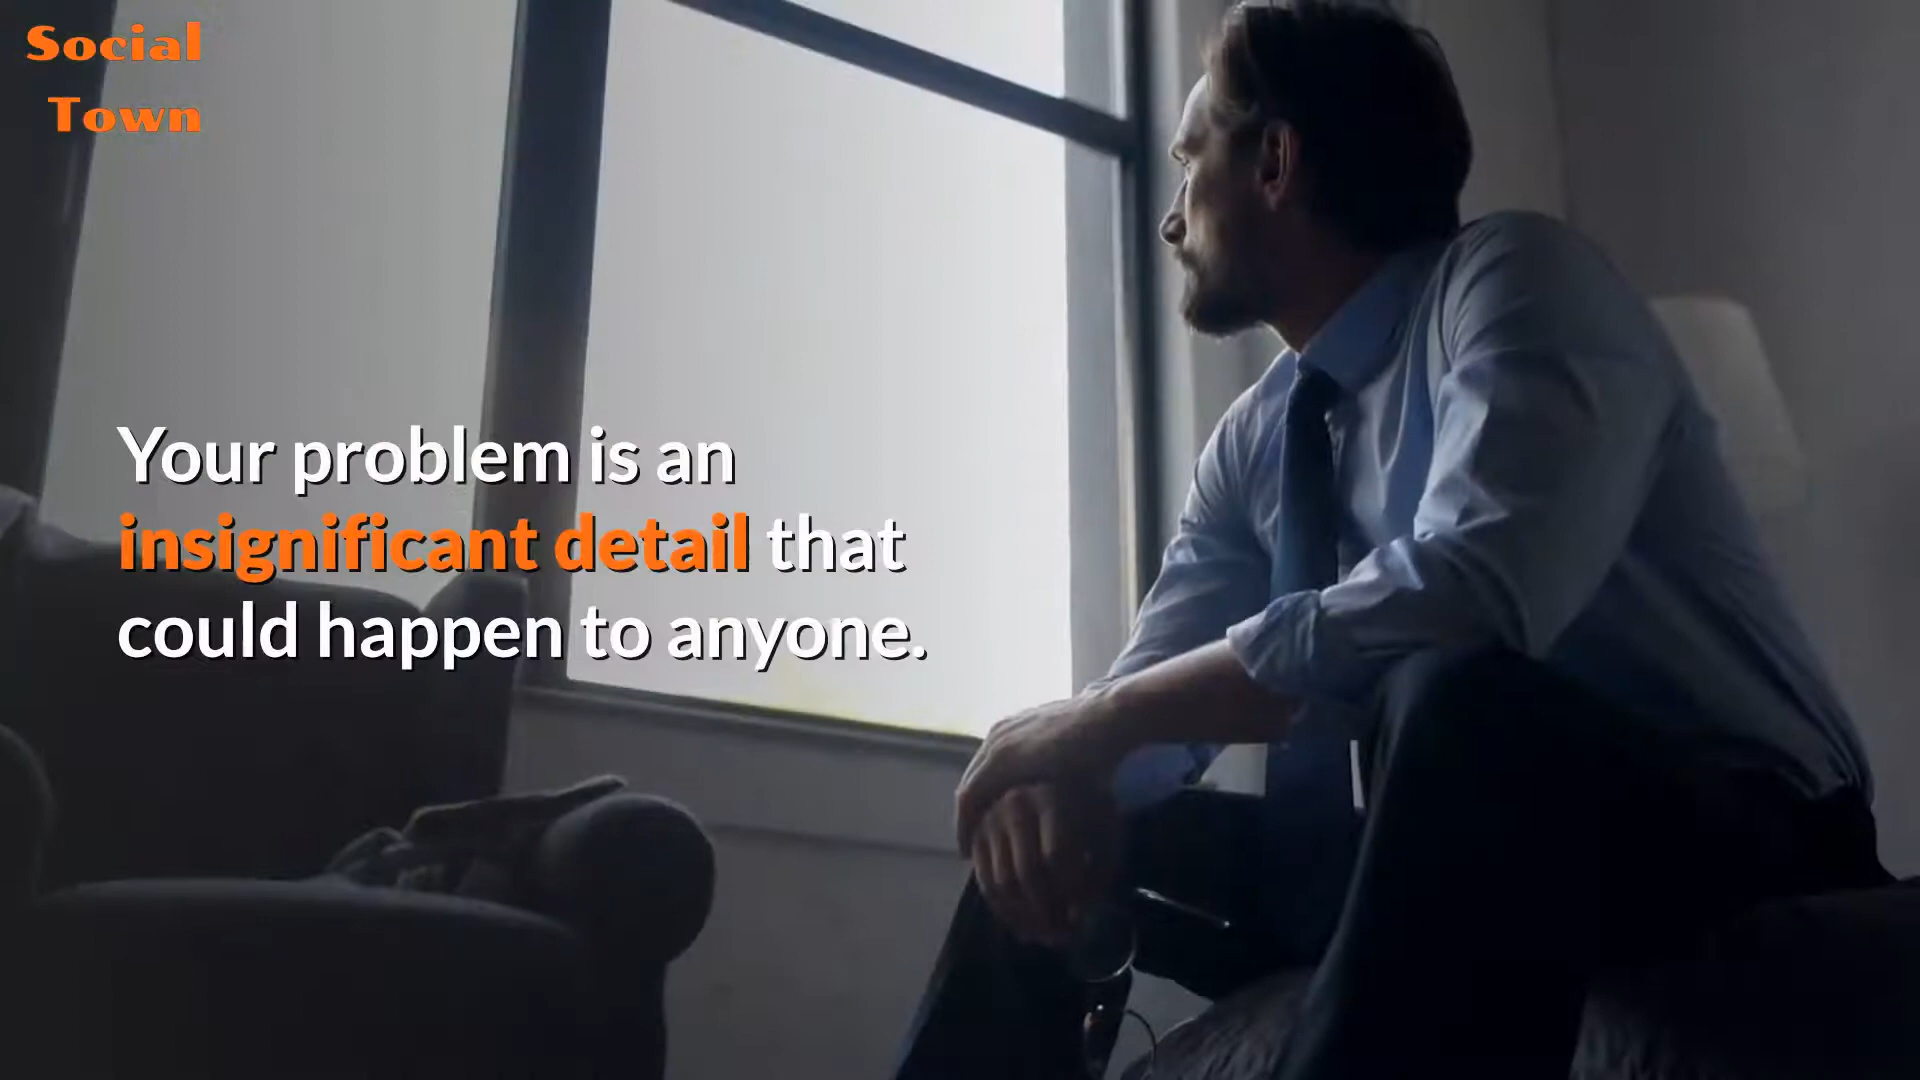 Social
Town
Your problem is an
insignificant detail that
could happen to anyone.